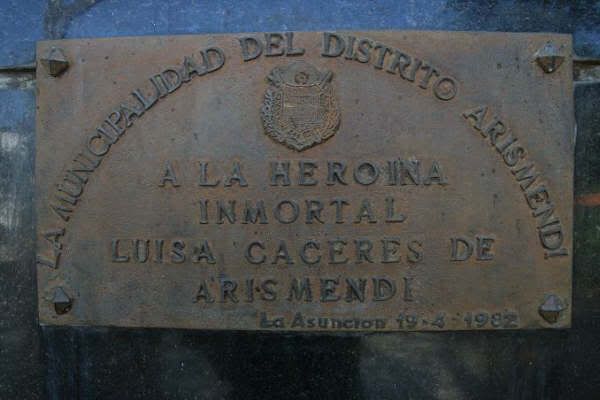 LA MUNICIPALIDAD DEL DISTRITO ARISMENDI
A LA HEROINA
INMORTAL
LUISA CACERES DE
ARISMENDI
La Asuncion 19-4-1982